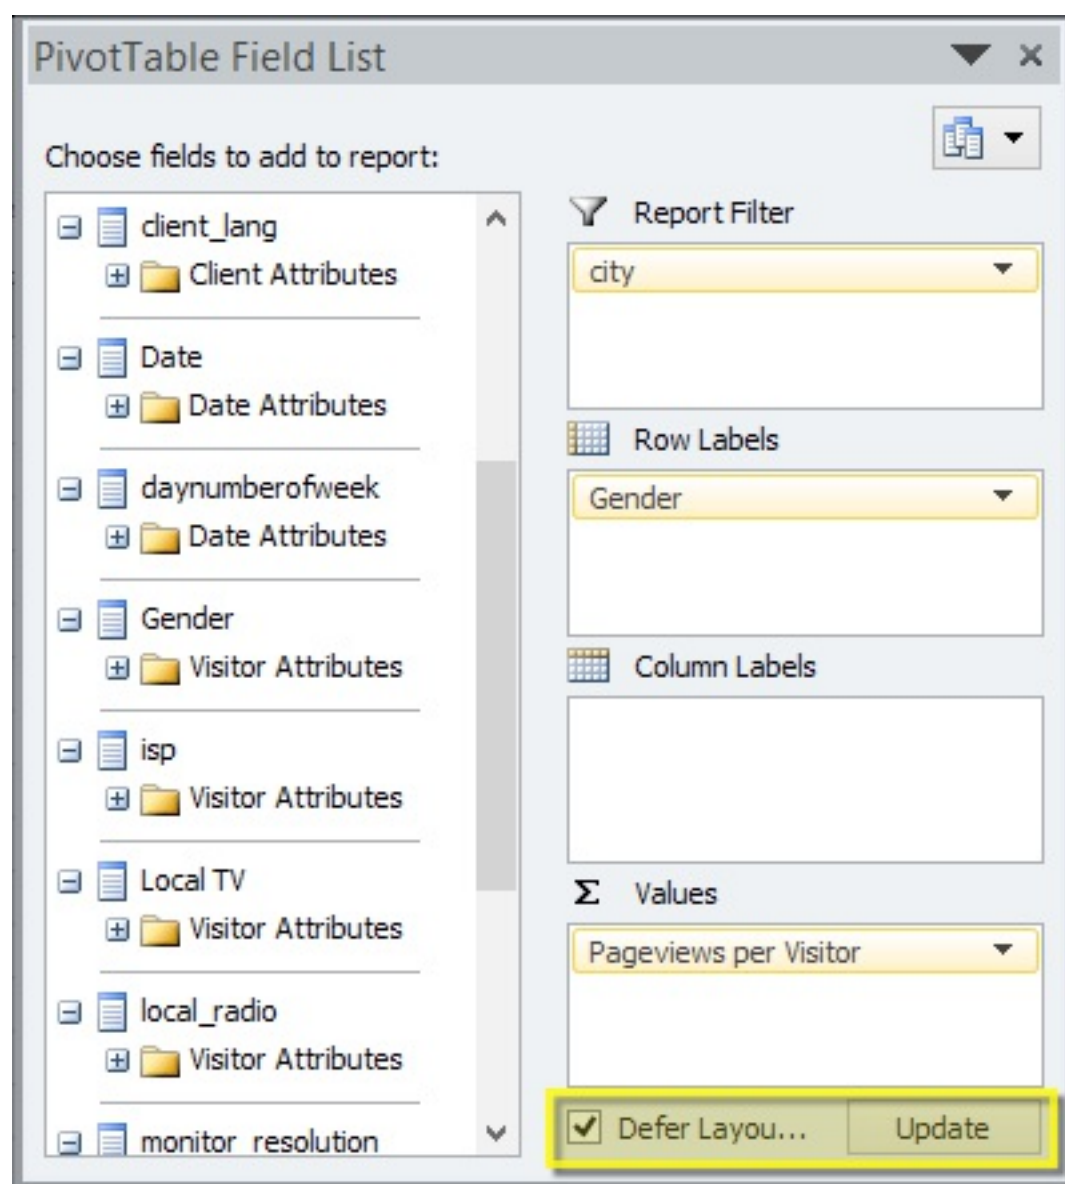 PivotTable Field List
Choose fields to add to report:
client_lang
Client Attributes
Date
Date Attributes
daynumberofweek
Date Attributes
Gender
Visitor Attributes
isp
Visitor Attributes
Local TV
Visitor Attributes
local_radio
Visitor Attributes
monitor_resolution
Report Filter
city
Row Labels
Gender
Column Labels
Σ Values
Pageviews per Visitor
Defer Layou... Update